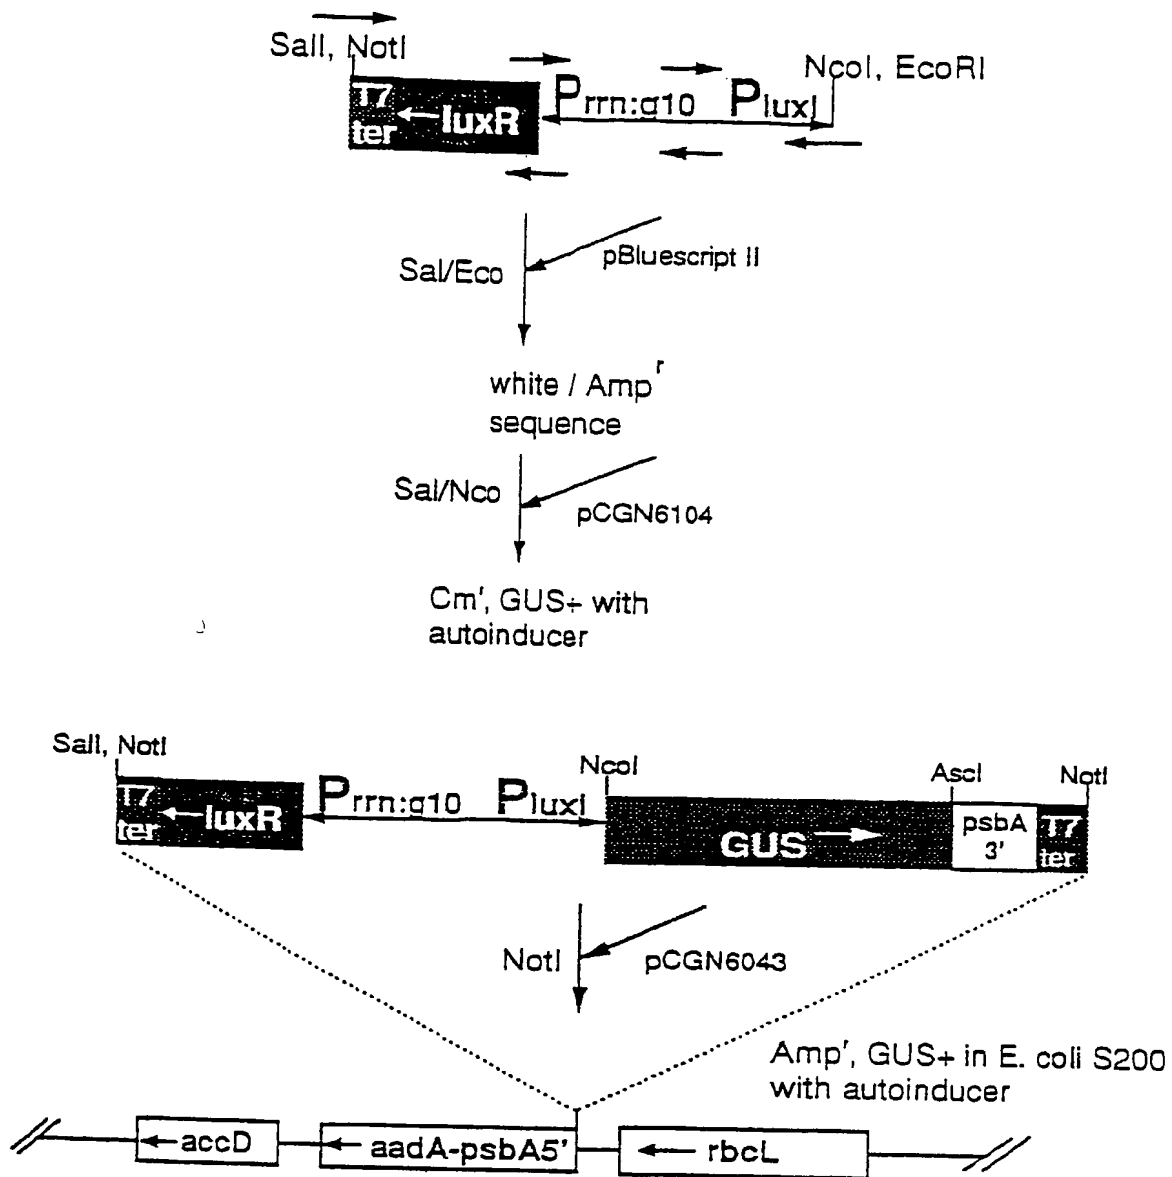 SalI, NotI
NcoI, EcoRI
T7 ter
luxR
Prrn:g10
PluxI
Sal/Eco
pBluescript II
white / Amp^r
sequence
Sal/Nco
pCGN6104
Cm^r, GUS+ with
autoinducer
SalI, NotI
NcoI
AscI
NotI
T7 ter
luxR
Prrn:g10
PluxI
GUS
psbA 3'
T7 ter
NotI
pCGN6043
Amp^r, GUS+ in E. coli S200
with autoinducer
accD
aadA-psbA5'
rbcL